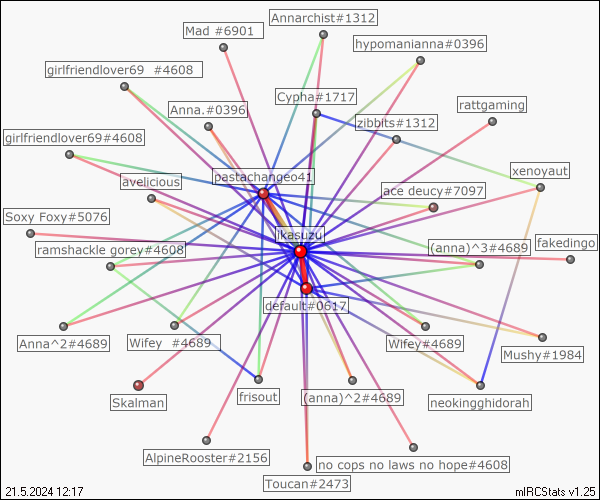 Annarchist#1312
Mad #6901
hypomanianna#0396
girlfriendlover69 #4608
Cypha#1717
rattgaming
Anna.#0396
zibbits#1312
girlfriendlover69#4608
xenoyaut
avelicious
pastachangeo41
ace deucy#7097
Soxy Foxy#5076
ikasuzu
ramshackle gorey#4608
(anna)^3#4689
fakedingo
default#0617
Anna^2#4689
Wifey #4689
Wifey#4689
Mushy#1984
Skalman
frisout
(anna)^2#4689
neokingghidorah
AlpineRooster#2156
no cops no laws no hope#4608
Toucan#2473
21.5.2024 12:17
mIRCStats v1.25